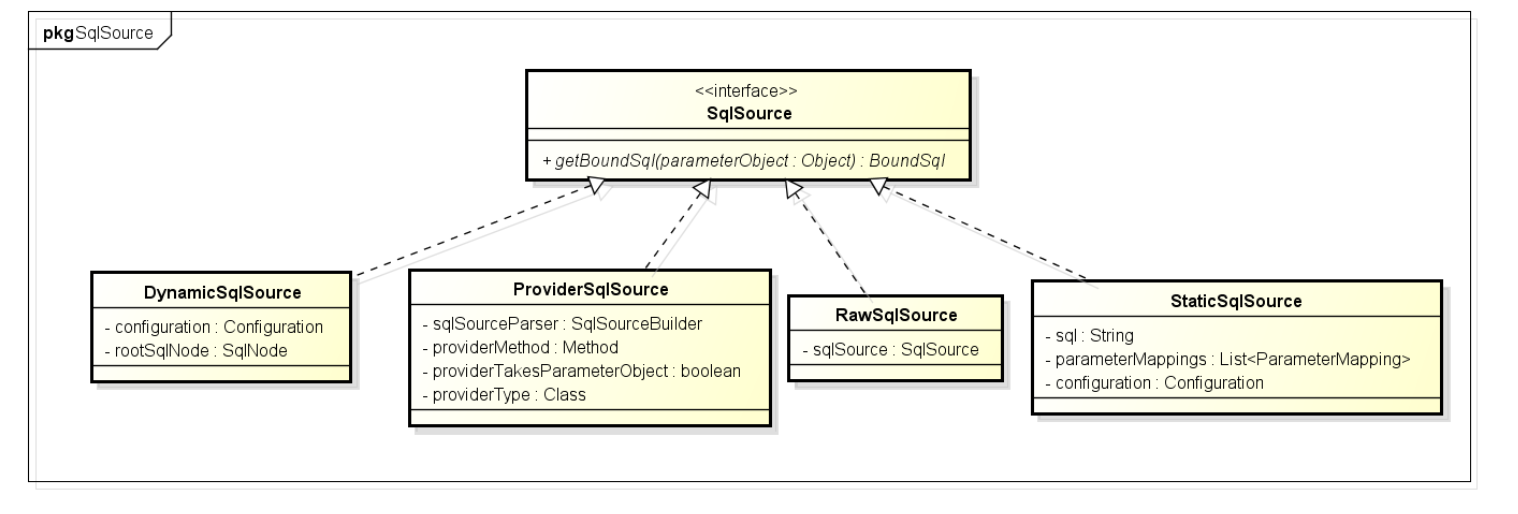 pkgSqlSource
<<interface>>
SqlSource
+ getBoundSql(parameterObject : Object) : BoundSql
DynamicSqlSource
- configuration : Configuration
- rootSqlNode : SqlNode
ProviderSqlSource
- sqlSourceParser : SqlSourceBuilder
- providerMethod : Method
- providerTakesParameterObject : boolean
- providerType : Class
RawSqlSource
- sqlSource : SqlSource
StaticSqlSource
- sql : String
- parameterMappings : List<ParameterMapping>
- configuration : Configuration